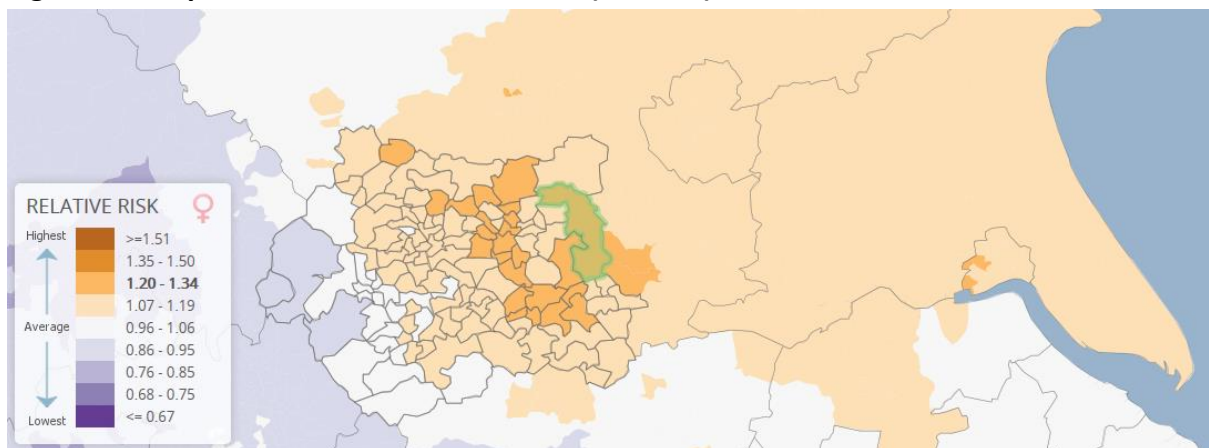 RELATIVE RISK
Highest
>=1.51
1.35 - 1.50
1.20 - 1.34
1.07 - 1.19
Average
0.96 - 1.06
0.86 - 0.95
0.76 - 0.85
0.68 - 0.75
Lowest
<= 0.67